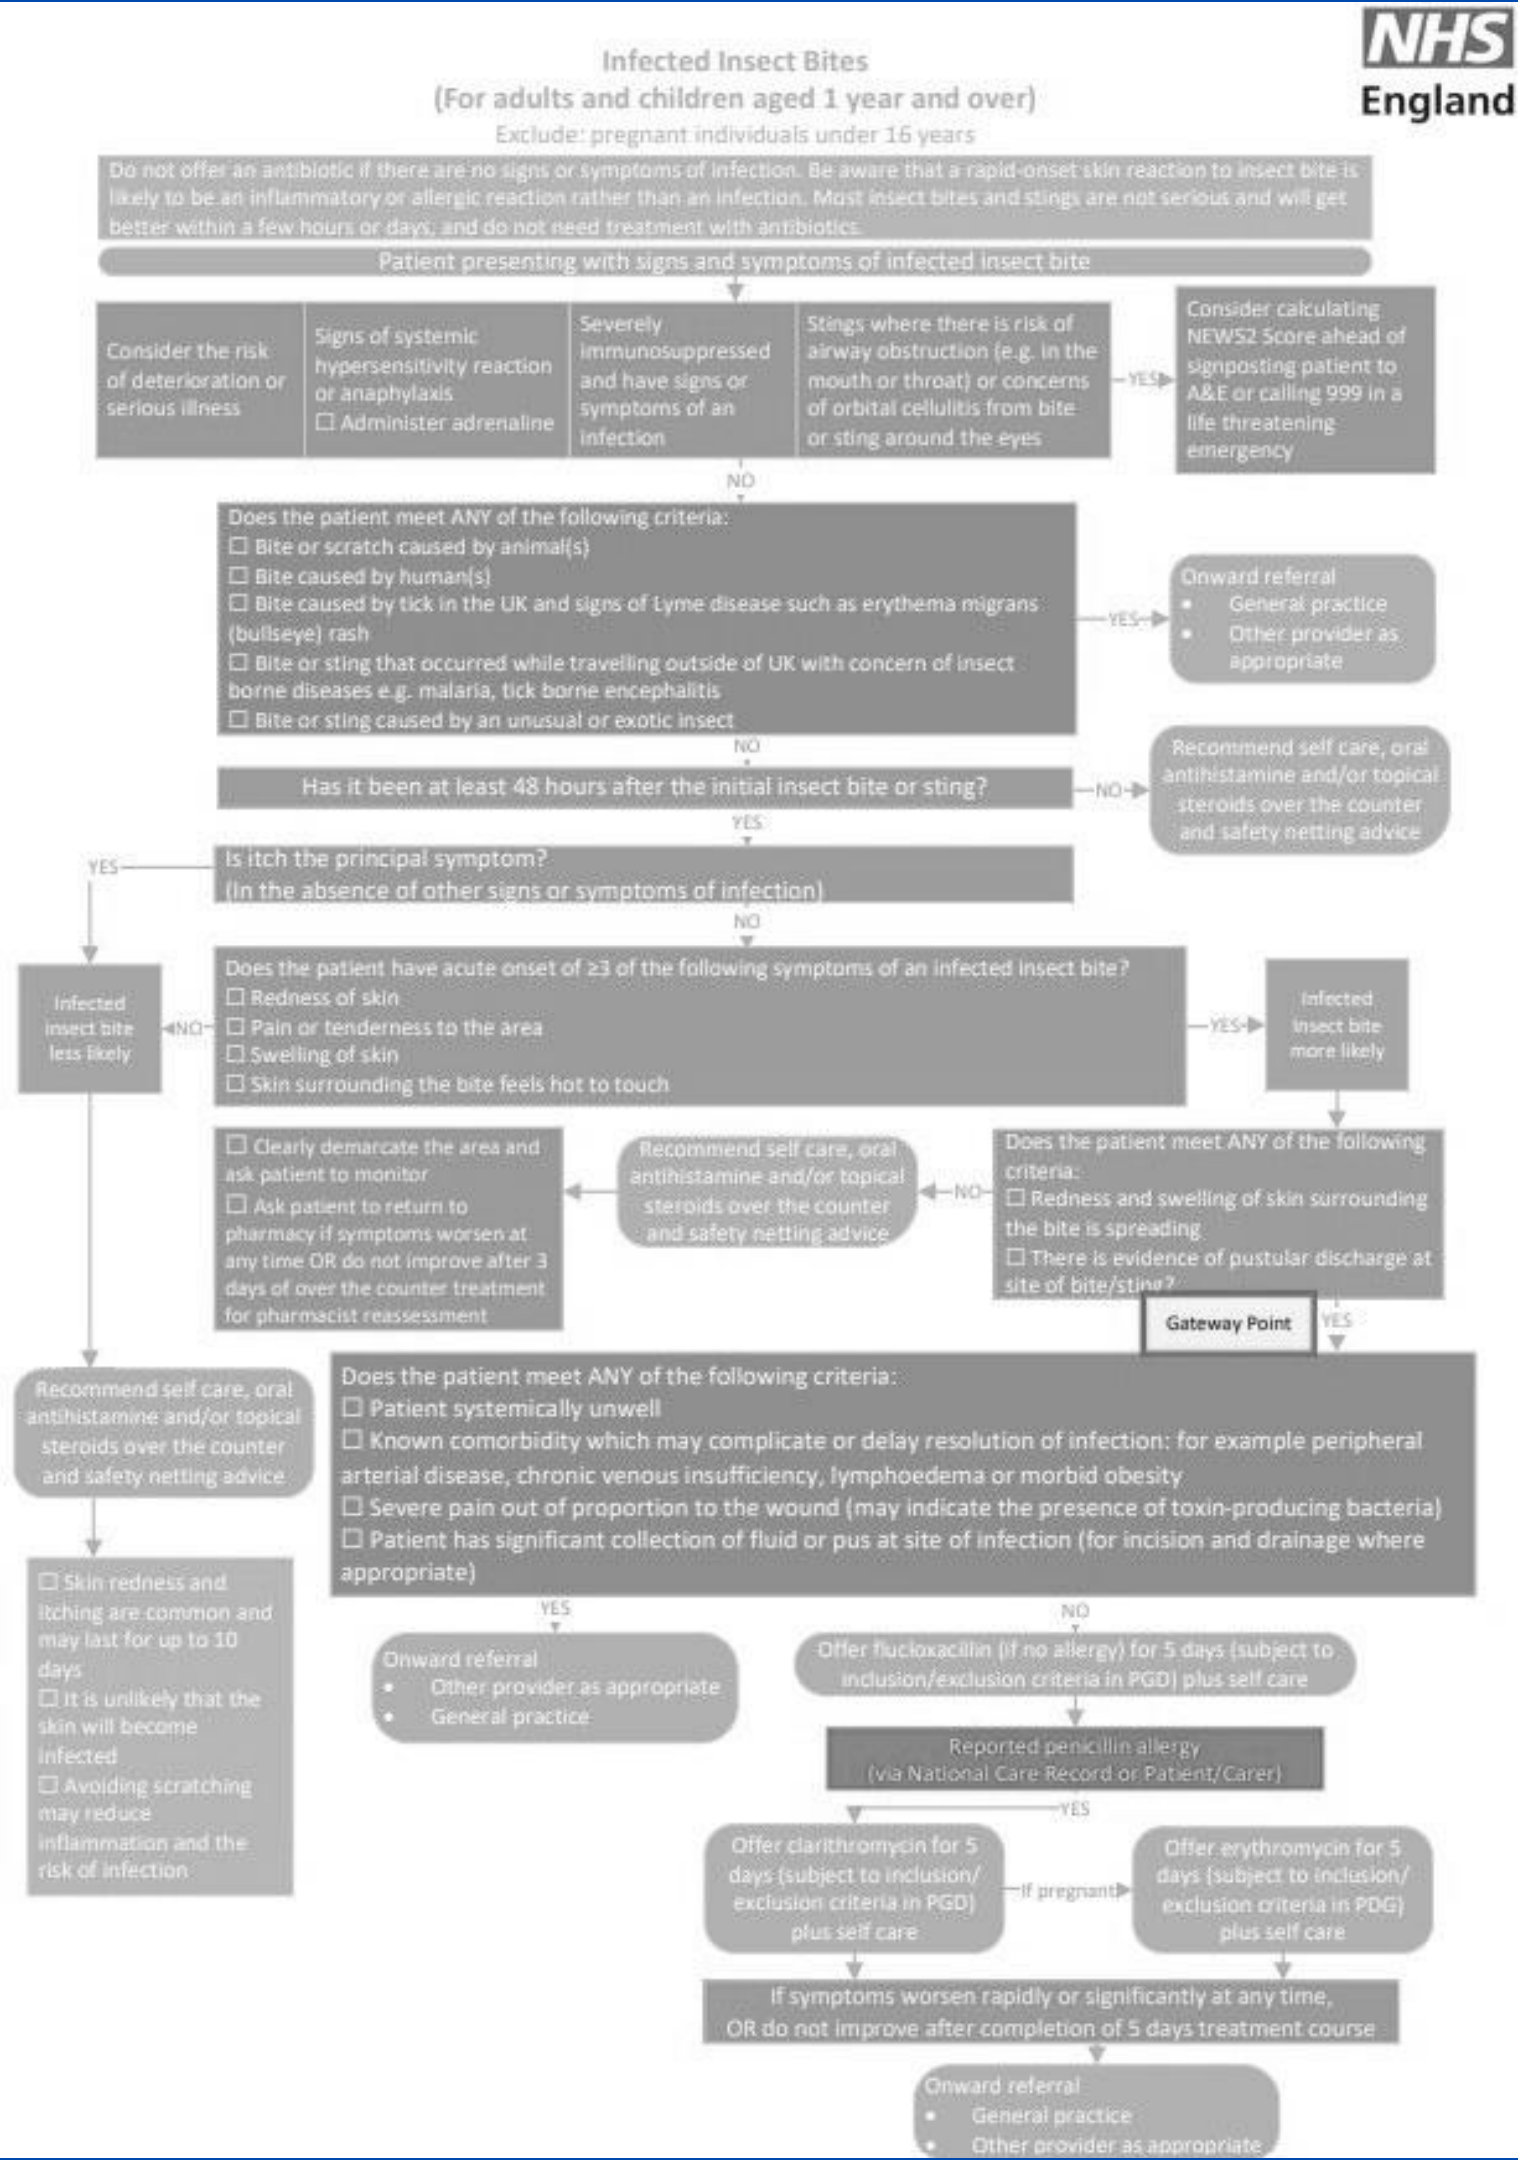 NHS
England
Infected Insect Bites
(For adults and children aged 1 year and over)
Exclude: pregnant individuals under 16 years
Do not offer an antibiotic if there are no signs or symptoms of infection. Be aware that a rapid-onset skin reaction to insect bite is
likely to be an inflammatory or allergic reaction rather than an infection. Most insect bites and stings are not serious and will get
better within a few hours or days, and do not need treatment with antibiotics.
Patient presenting with signs and symptoms of infected insect bite
Consider the risk
of deterioration or
serious illness
Signs of systemic
hypersensitivity reaction
or anaphylaxis
☐ Administer adrenaline
Severely
immunosuppressed
and have signs or
symptoms of an
infection
Stings where there is risk of
airway obstruction (e.g. in the
mouth or throat) or concerns
of orbital cellulitis from bite
or sting around the eyes
YES
Consider calculating
NEWS2 Score ahead of
signposting patient to
A&E or calling 999 in a
life threatening
emergency
NO
Does the patient meet ANY of the following criteria:
☐ Bite or scratch caused by animal(s)
☐ Bite caused by human(s)
☐ Bite caused by tick in the UK and signs of Lyme disease such as erythema migrans
(bullseye) rash
☐ Bite or sting that occurred while travelling outside of UK with concern of insect
borne diseases e.g. malaria, tick borne encephalitis
☐ Bite or sting caused by an unusual or exotic insect
YES
Onward referral
• General practice
• Other provider as
appropriate
NO
Has it been at least 48 hours after the initial insect bite or sting?
NO
Recommend self care, oral
antihistamine and/or topical
steroids over the counter
and safety netting advice
YES
Is itch the principal symptom?
(In the absence of other signs or symptoms of infection)
YES
NO
Does the patient have acute onset of ≥3 of the following symptoms of an infected insect bite?
☐ Redness of skin
☐ Pain or tenderness to the area
☐ Swelling of skin
☐ Skin surrounding the bite feels hot to touch
NO
Infected
insect bite
less likely
YES
Infected
insect bite
more likely
Does the patient meet ANY of the following
criteria:
☐ Redness and swelling of skin surrounding
the bite is spreading
☐ There is evidence of pustular discharge at
site of bite/sting?
NO
Recommend self care, oral
antihistamine and/or topical
steroids over the counter
and safety netting advice
☐ Clearly demarcate the area and
ask patient to monitor
☐ Ask patient to return to
pharmacy if symptoms worsen at
any time OR do not improve after 3
days of over the counter treatment
for pharmacist reassessment
Gateway Point
YES
Recommend self care, oral
antihistamine and/or topical
steroids over the counter
and safety netting advice
☐ Skin redness and
itching are common and
may last for up to 10
days
☐ It is unlikely that the
skin will become
infected
☐ Avoiding scratching
may reduce
inflammation and the
risk of infection
Does the patient meet ANY of the following criteria:
☐ Patient systemically unwell
☐ Known comorbidity which may complicate or delay resolution of infection: for example peripheral
arterial disease, chronic venous insufficiency, lymphoedema or morbid obesity
☐ Severe pain out of proportion to the wound (may indicate the presence of toxin-producing bacteria)
☐ Patient has significant collection of fluid or pus at site of infection (for incision and drainage where
appropriate)
YES
Onward referral
• Other provider as appropriate
• General practice
NO
Offer flucloxacillin (if no allergy) for 5 days (subject to
inclusion/exclusion criteria in PGD) plus self care
Reported penicillin allergy
(via National Care Record or Patient/Carer)
YES
Offer clarithromycin for 5
days (subject to inclusion/
exclusion criteria in PGD)
plus self care
If pregnant
Offer erythromycin for 5
days (subject to inclusion/
exclusion criteria in PDG)
plus self care
If symptoms worsen rapidly or significantly at any time,
OR do not improve after completion of 5 days treatment course
Onward referral
• General practice
• Other provider as appropriate